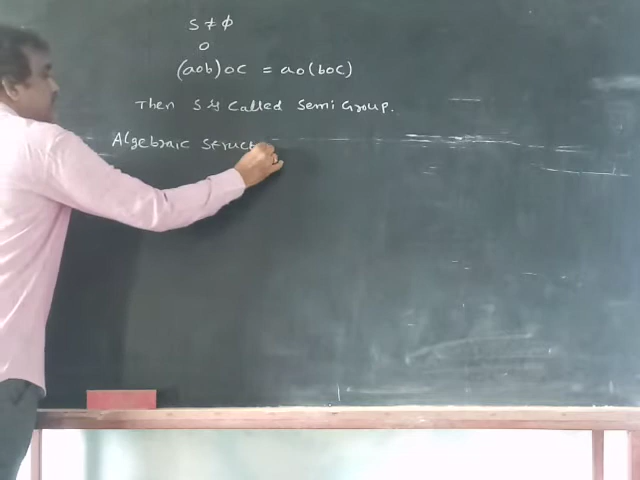 S ≠ ϕ
o
(aob)oc = ao(boc)
Then S is Called Semi Group.
Algebraic Struct